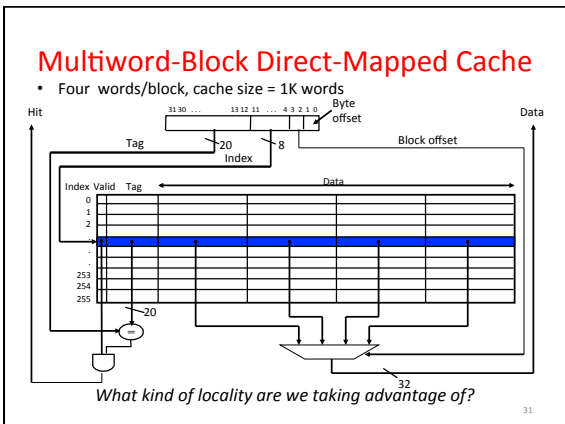 Multiword-Block Direct-Mapped Cache
• Four words/block, cache size = 1K words
Hit
31 30 . . . 13 12 11 . . . 4 3 2 1 0
Byte offset
Data
Tag
20
8
Index
Block offset
Index Valid Tag
Data
0
1
2
.
.
.
253
254
255
20
=
32
What kind of locality are we taking advantage of?
31